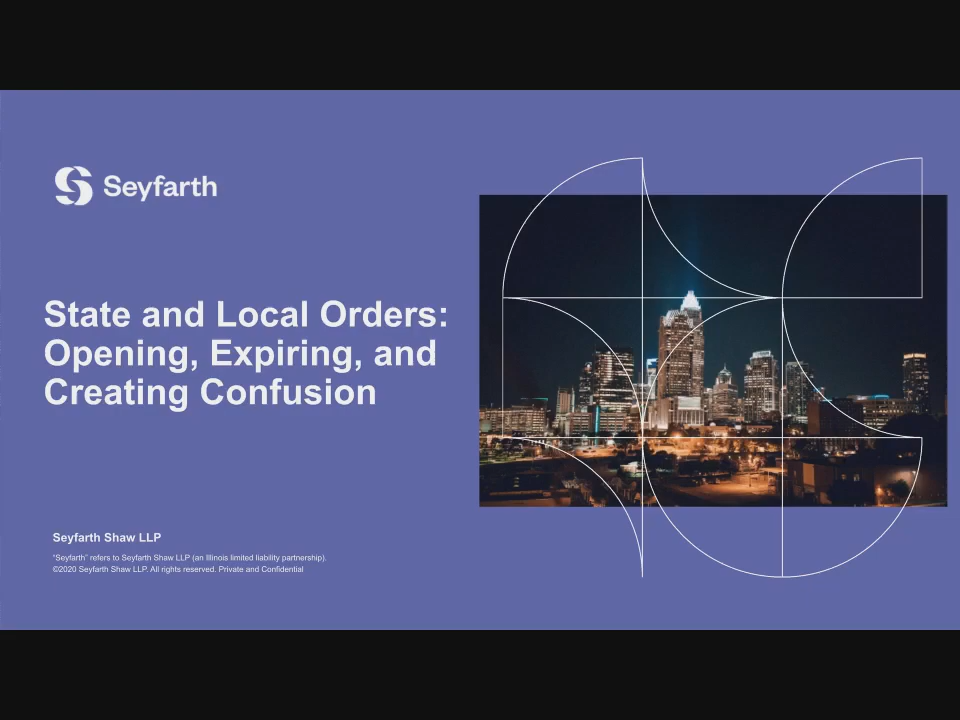 Seyfarth
State and Local Orders:
Opening, Expiring, and
Creating Confusion
Seyfarth Shaw LLP
"Seyfarth" refers to Seyfarth Shaw LLP (an Illinois limited liability partnership).
©2020 Seyfarth Shaw LLP. All rights reserved. Private and Confidential